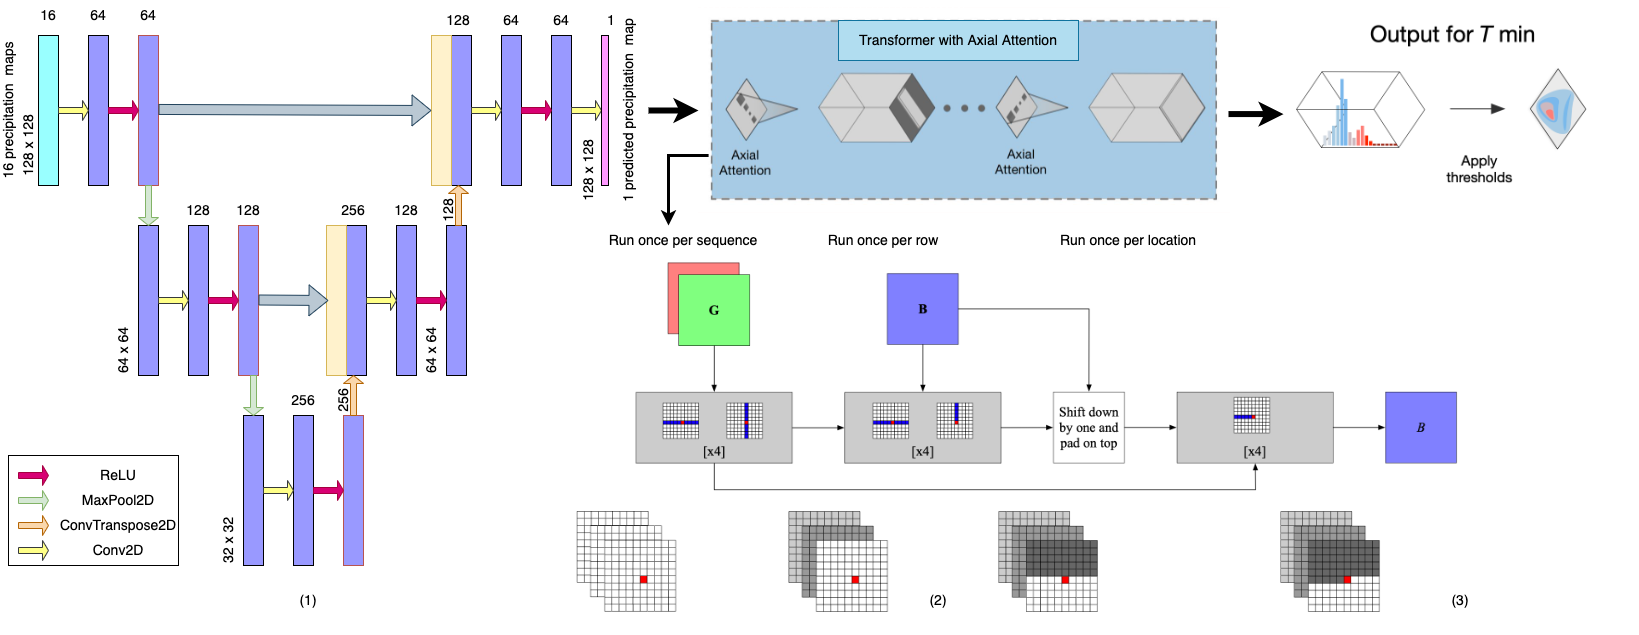 16
64
64
128
64
64
1
16 precipitation maps
128 x 128
128 x 128
1 predicted precipitation map
128
128
256
128
128
64 x 64
64 x 64
256
256
32 x 32
ReLU
MaxPool2D
ConvTranspose2D
Conv2D
(1)
Transformer with Axial Attention
Axial
Attention
Axial
Attention
Output for T min
Apply
thresholds
Run once per sequence
Run once per row
Run once per location
G
B
[x4]
[x4]
Shift down
by one and
pad on top
[x4]
B
(2)
(3)